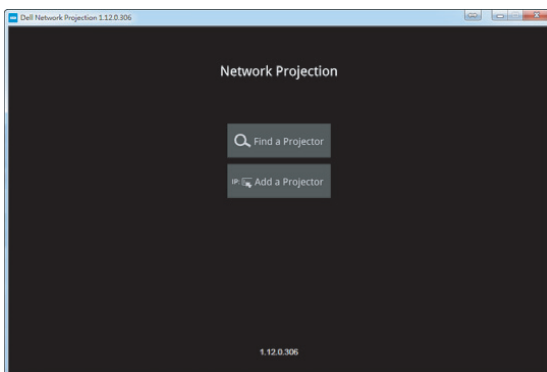 Dell Network Projection 1.12.0.306
Network Projection
Find a Projector
IP: Add a Projector
1.12.0.306